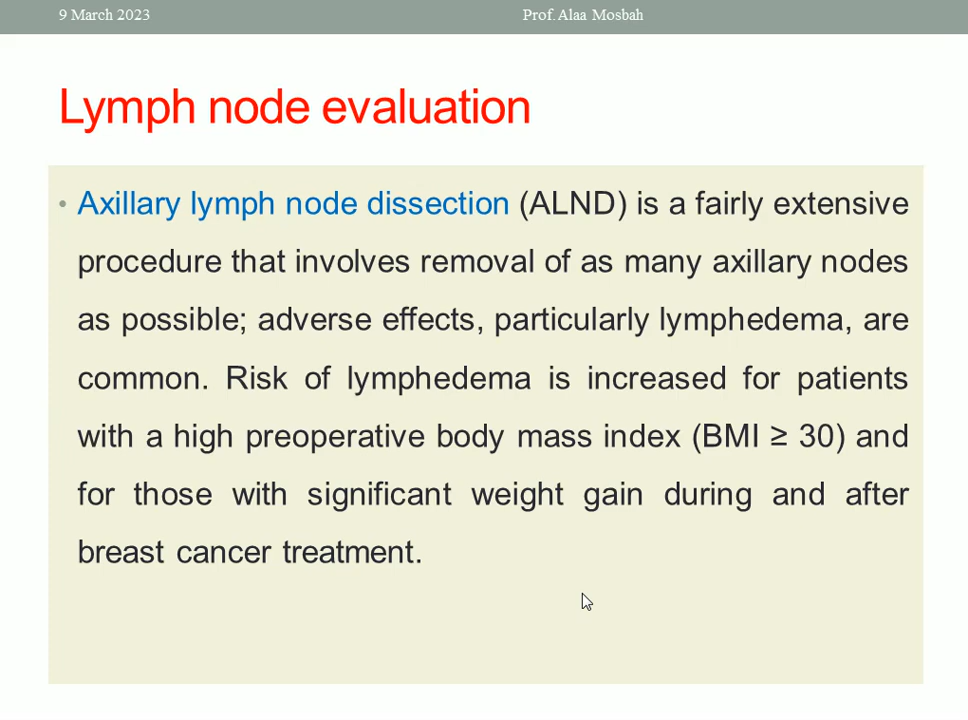 9 March 2023 Prof. Alaa Mosbah
Lymph node evaluation
• Axillary lymph node dissection (ALND) is a fairly extensive
procedure that involves removal of as many axillary nodes
as possible; adverse effects, particularly lymphedema, are
common. Risk of lymphedema is increased for patients
with a high preoperative body mass index (BMI ≥ 30) and
for those with significant weight gain during and after
breast cancer treatment.